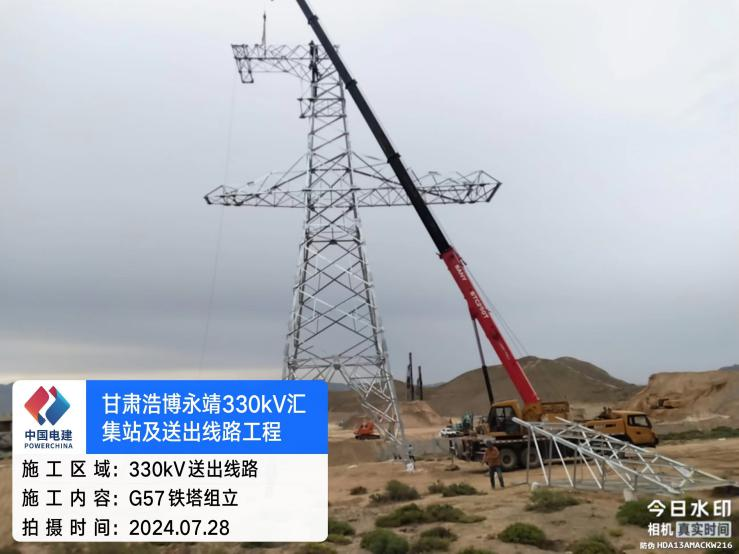 甘肃浩博永靖330kV汇
集站及送出线路工程
中国电建
POWERCHINA
施工区域：330kV送出线路
施工内容：G57铁塔组立
拍摄时间：2024.07.28
SANY
今日水印
相机 真实时间
防伪 HDA13AMACKW216